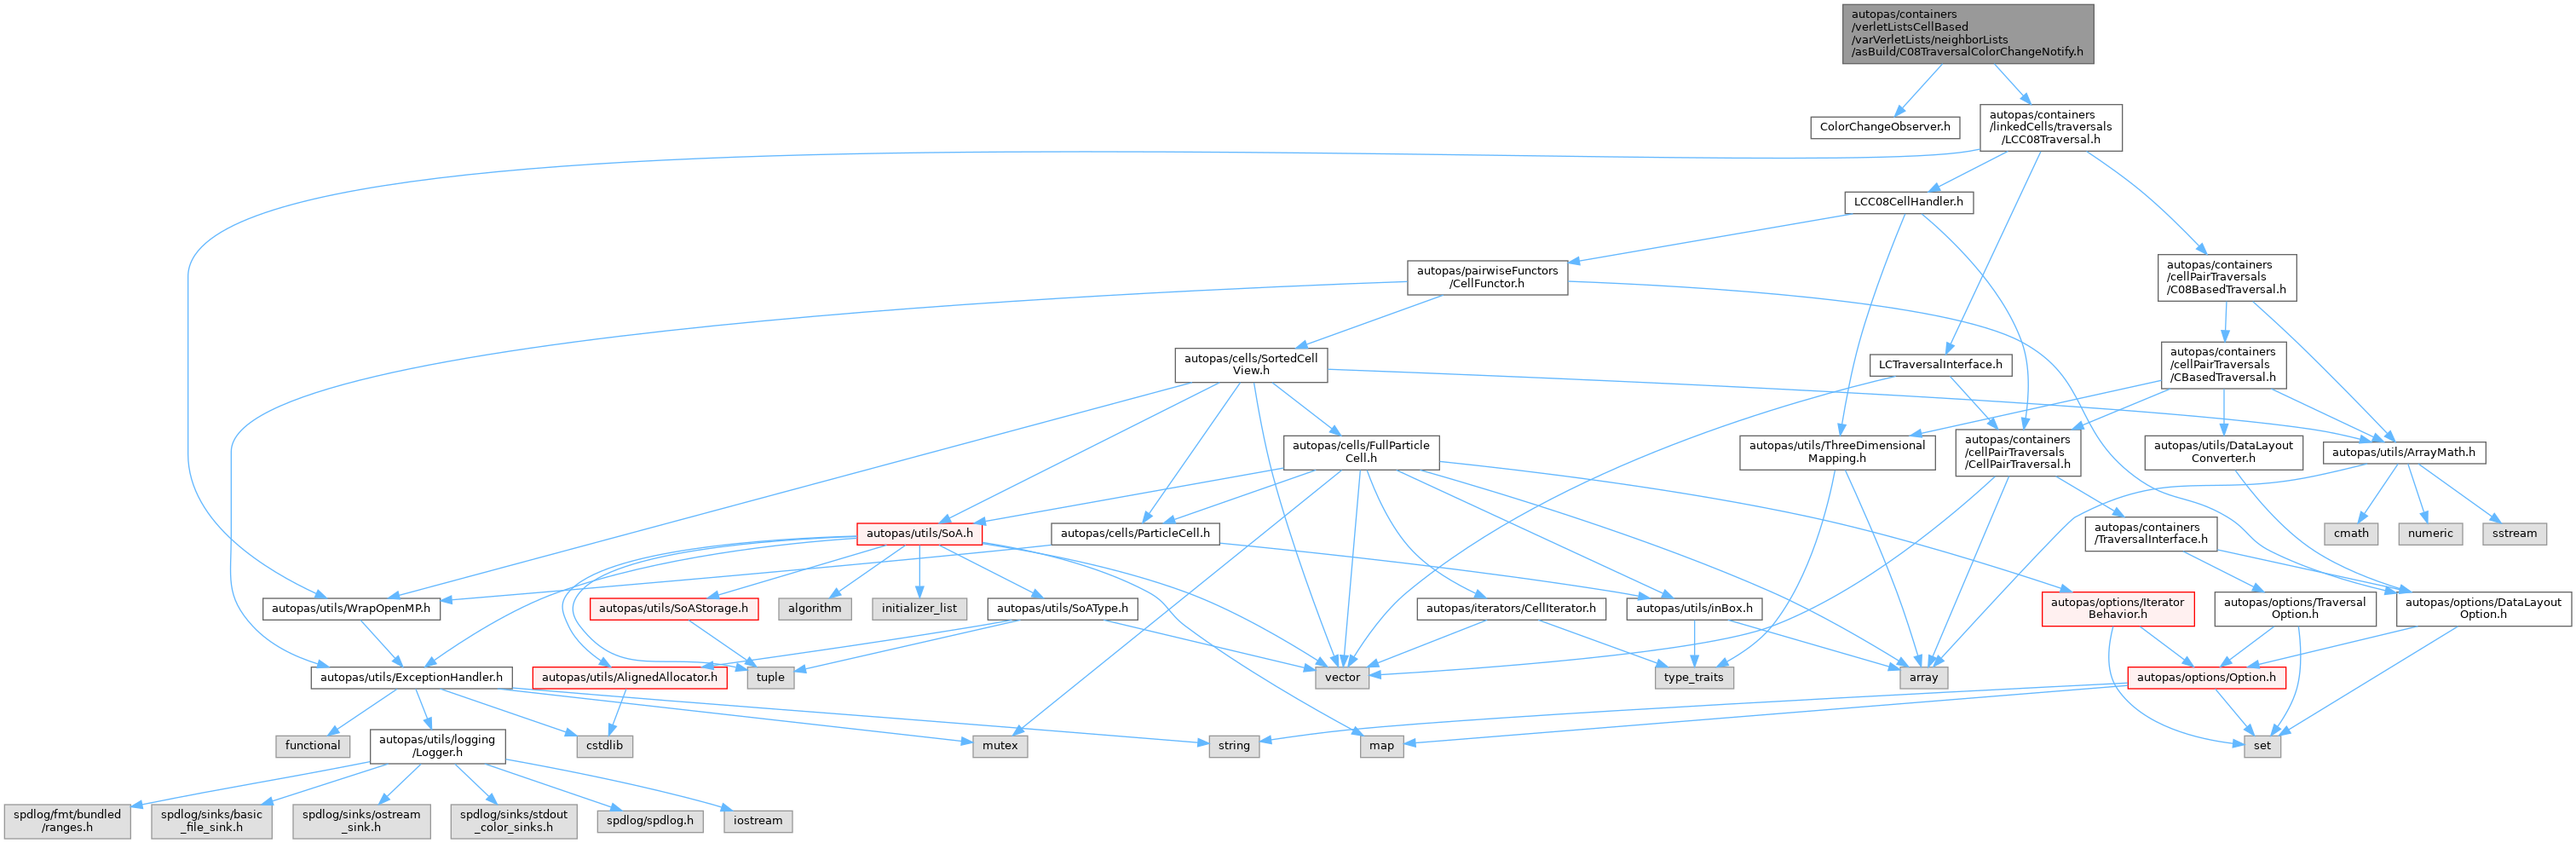 autopas/containers
/verletListsCellBased
/varVerletLists/neighborLists
/asBuild/C08TraversalColorChangeNotify.h
ColorChangeObserver.h
autopas/containers
/linkedCells/traversals
/LCC08Traversal.h
LCC08CellHandler.h
autopas/pairwiseFunctors
/CellFunctor.h
autopas/containers
/cellPairTraversals
/C08BasedTraversal.h
autopas/cells/SortedCell
View.h
LCTraversalInterface.h
autopas/containers
/cellPairTraversals
/CBasedTraversal.h
autopas/cells/FullParticle
Cell.h
autopas/utils/ThreeDimensional
Mapping.h
autopas/containers
/cellPairTraversals
/CellPairTraversal.h
autopas/utils/DataLayout
Converter.h
autopas/utils/ArrayMath.h
autopas/utils/SoA.h
autopas/cells/ParticleCell.h
autopas/containers
/TraversalInterface.h
cmath
numeric
sstream
autopas/utils/WrapOpenMP.h
autopas/utils/SoAStorage.h
algorithm
initializer_list
autopas/utils/SoAType.h
autopas/iterators/CellIterator.h
autopas/utils/inBox.h
autopas/options/Iterator
Behavior.h
autopas/options/Traversal
Option.h
autopas/options/DataLayout
Option.h
autopas/utils/ExceptionHandler.h
autopas/utils/AlignedAllocator.h
tuple
vector
type_traits
array
autopas/options/Option.h
functional
autopas/utils/logging
/Logger.h
cstdlib
mutex
string
map
set
spdlog/fmt/bundled
/ranges.h
spdlog/sinks/basic
_file_sink.h
spdlog/sinks/ostream
_sink.h
spdlog/sinks/stdout
_color_sinks.h
spdlog/spdlog.h
iostream